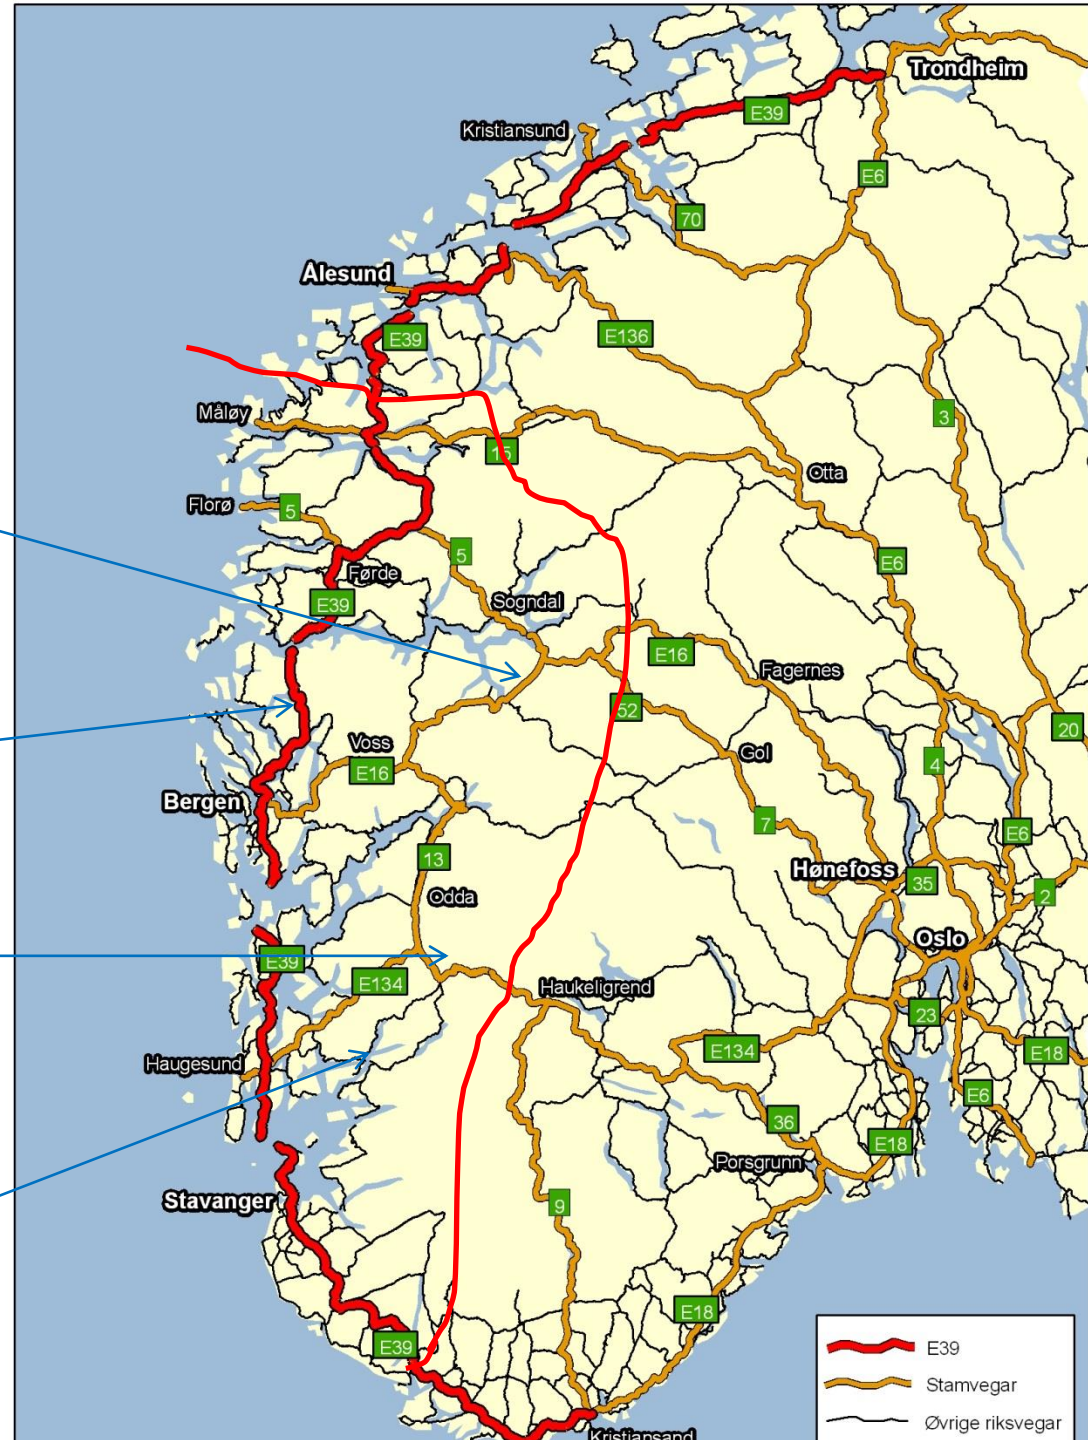 Trondheim
E39
Kristiansund
E6
70
Ålesund
E39
E136
Måløy
3
15
Otta
Florø
5
5
E6
Førde
E39
Sogndal
E16
Fagernes
52
20
Voss
Gol
4
E16
Bergen
7
E6
13
Hønefoss
35
2
Odda
Oslo
E39
E134
Haukeligrend
23
E134
E18
Haugesund
E6
36
E18
Porsgrunn
Stavanger
9
E18
E39
E39
Stamvegar
Øvrige riksvegar
Kristiansand